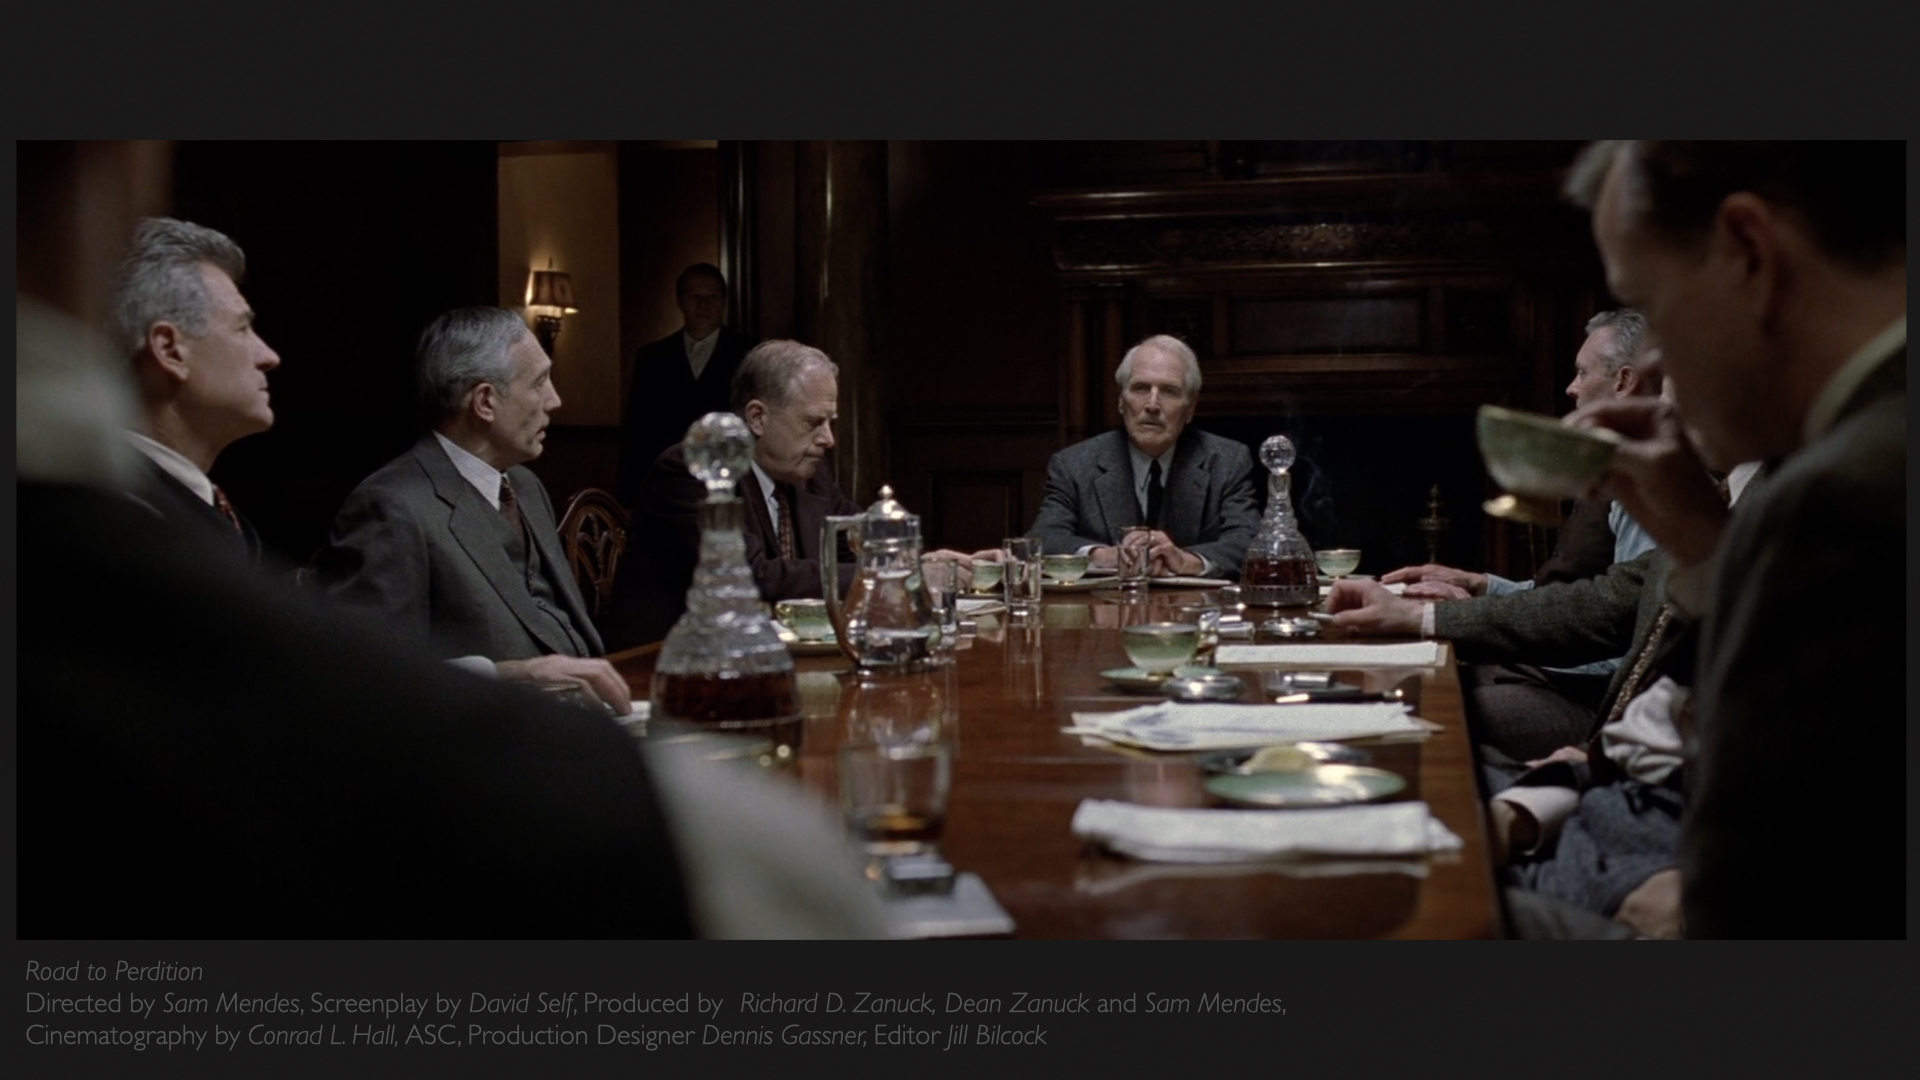 Road to Perdition
Directed by Sam Mendes, Screenplay by David Self, Produced by Richard D. Zanuck, Dean Zanuck and Sam Mendes,
Cinematography by Conrad L. Hall, ASC, Production Designer Dennis Gassner, Editor Jill Bilcock